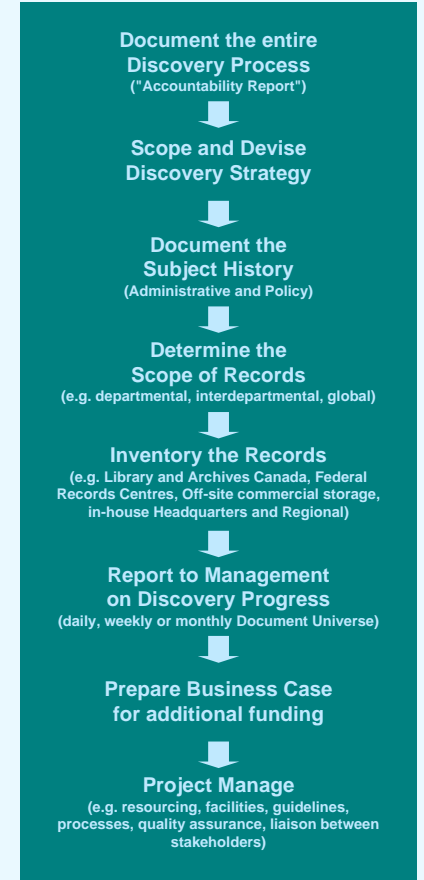 Document the entire
Discovery Process
("Accountability Report")
Scope and Devise
Discovery Strategy
Document the
Subject History
(Administrative and Policy)
Determine the
Scope of Records
(e.g. departmental, interdepartmental, global)
Inventory the Records
(e.g. Library and Archives Canada, Federal
Records Centres, Off-site commercial storage,
in-house Headquarters and Regional)
Report to Management
on Discovery Progress
(daily, weekly or monthly Document Universe)
Prepare Business Case
for additional funding
Project Manage
(e.g. resourcing, facilities, guidelines,
processes, quality assurance, liaison between
stakeholders)